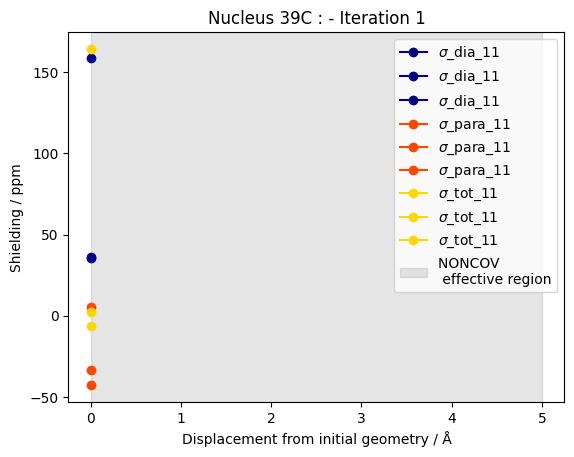 Nucleus 39C : - Iteration 1
Shielding / ppm
150
100
50
0
−50
σ_dia_11
σ_dia_11
σ_dia_11
σ_para_11
σ_para_11
σ_para_11
σ_tot_11
σ_tot_11
σ_tot_11
NONCOV
effective region
0 1 2 3 4 5
Displacement from initial geometry / Å